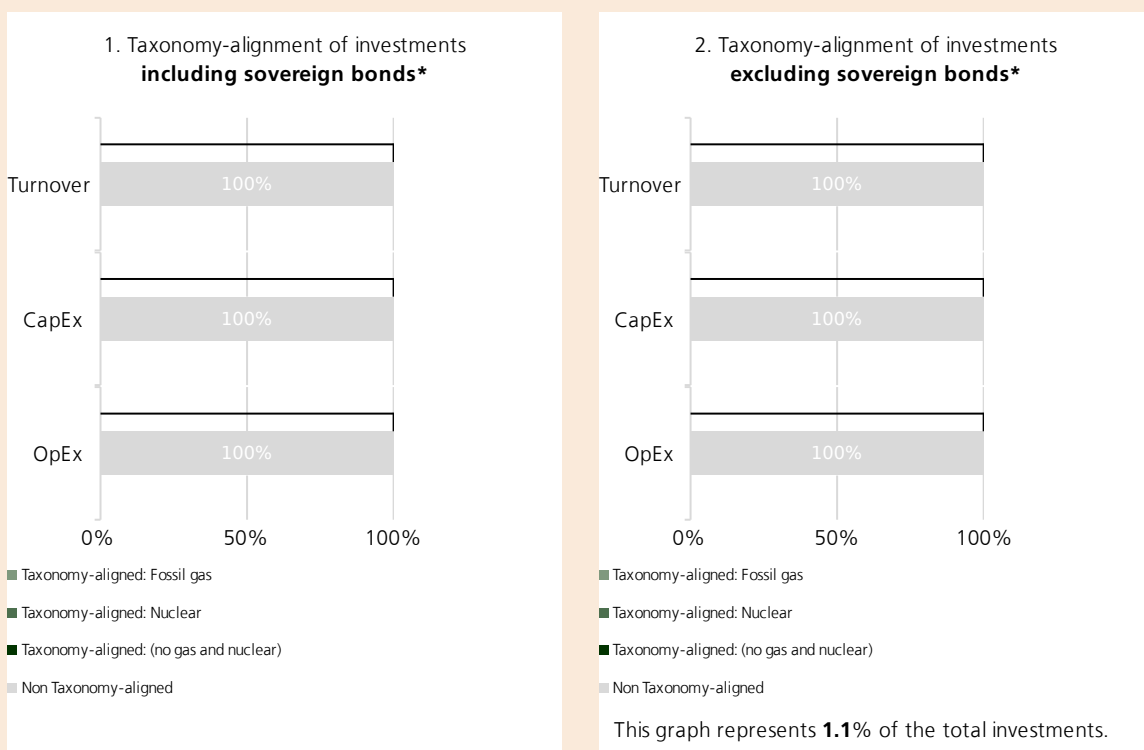 1. Taxonomy-alignment of investments
including sovereign bonds*
Turnover
100%
CapEx
100%
OpEx
100%
0% 50% 100%
Taxonomy-aligned: Fossil gas
Taxonomy-aligned: Nuclear
Taxonomy-aligned: (no gas and nuclear)
Non Taxonomy-aligned
2. Taxonomy-alignment of investments
excluding sovereign bonds*
Turnover
100%
CapEx
100%
OpEx
100%
0% 50% 100%
Taxonomy-aligned: Fossil gas
Taxonomy-aligned: Nuclear
Taxonomy-aligned: (no gas and nuclear)
Non Taxonomy-aligned
This graph represents 1.1% of the total investments.